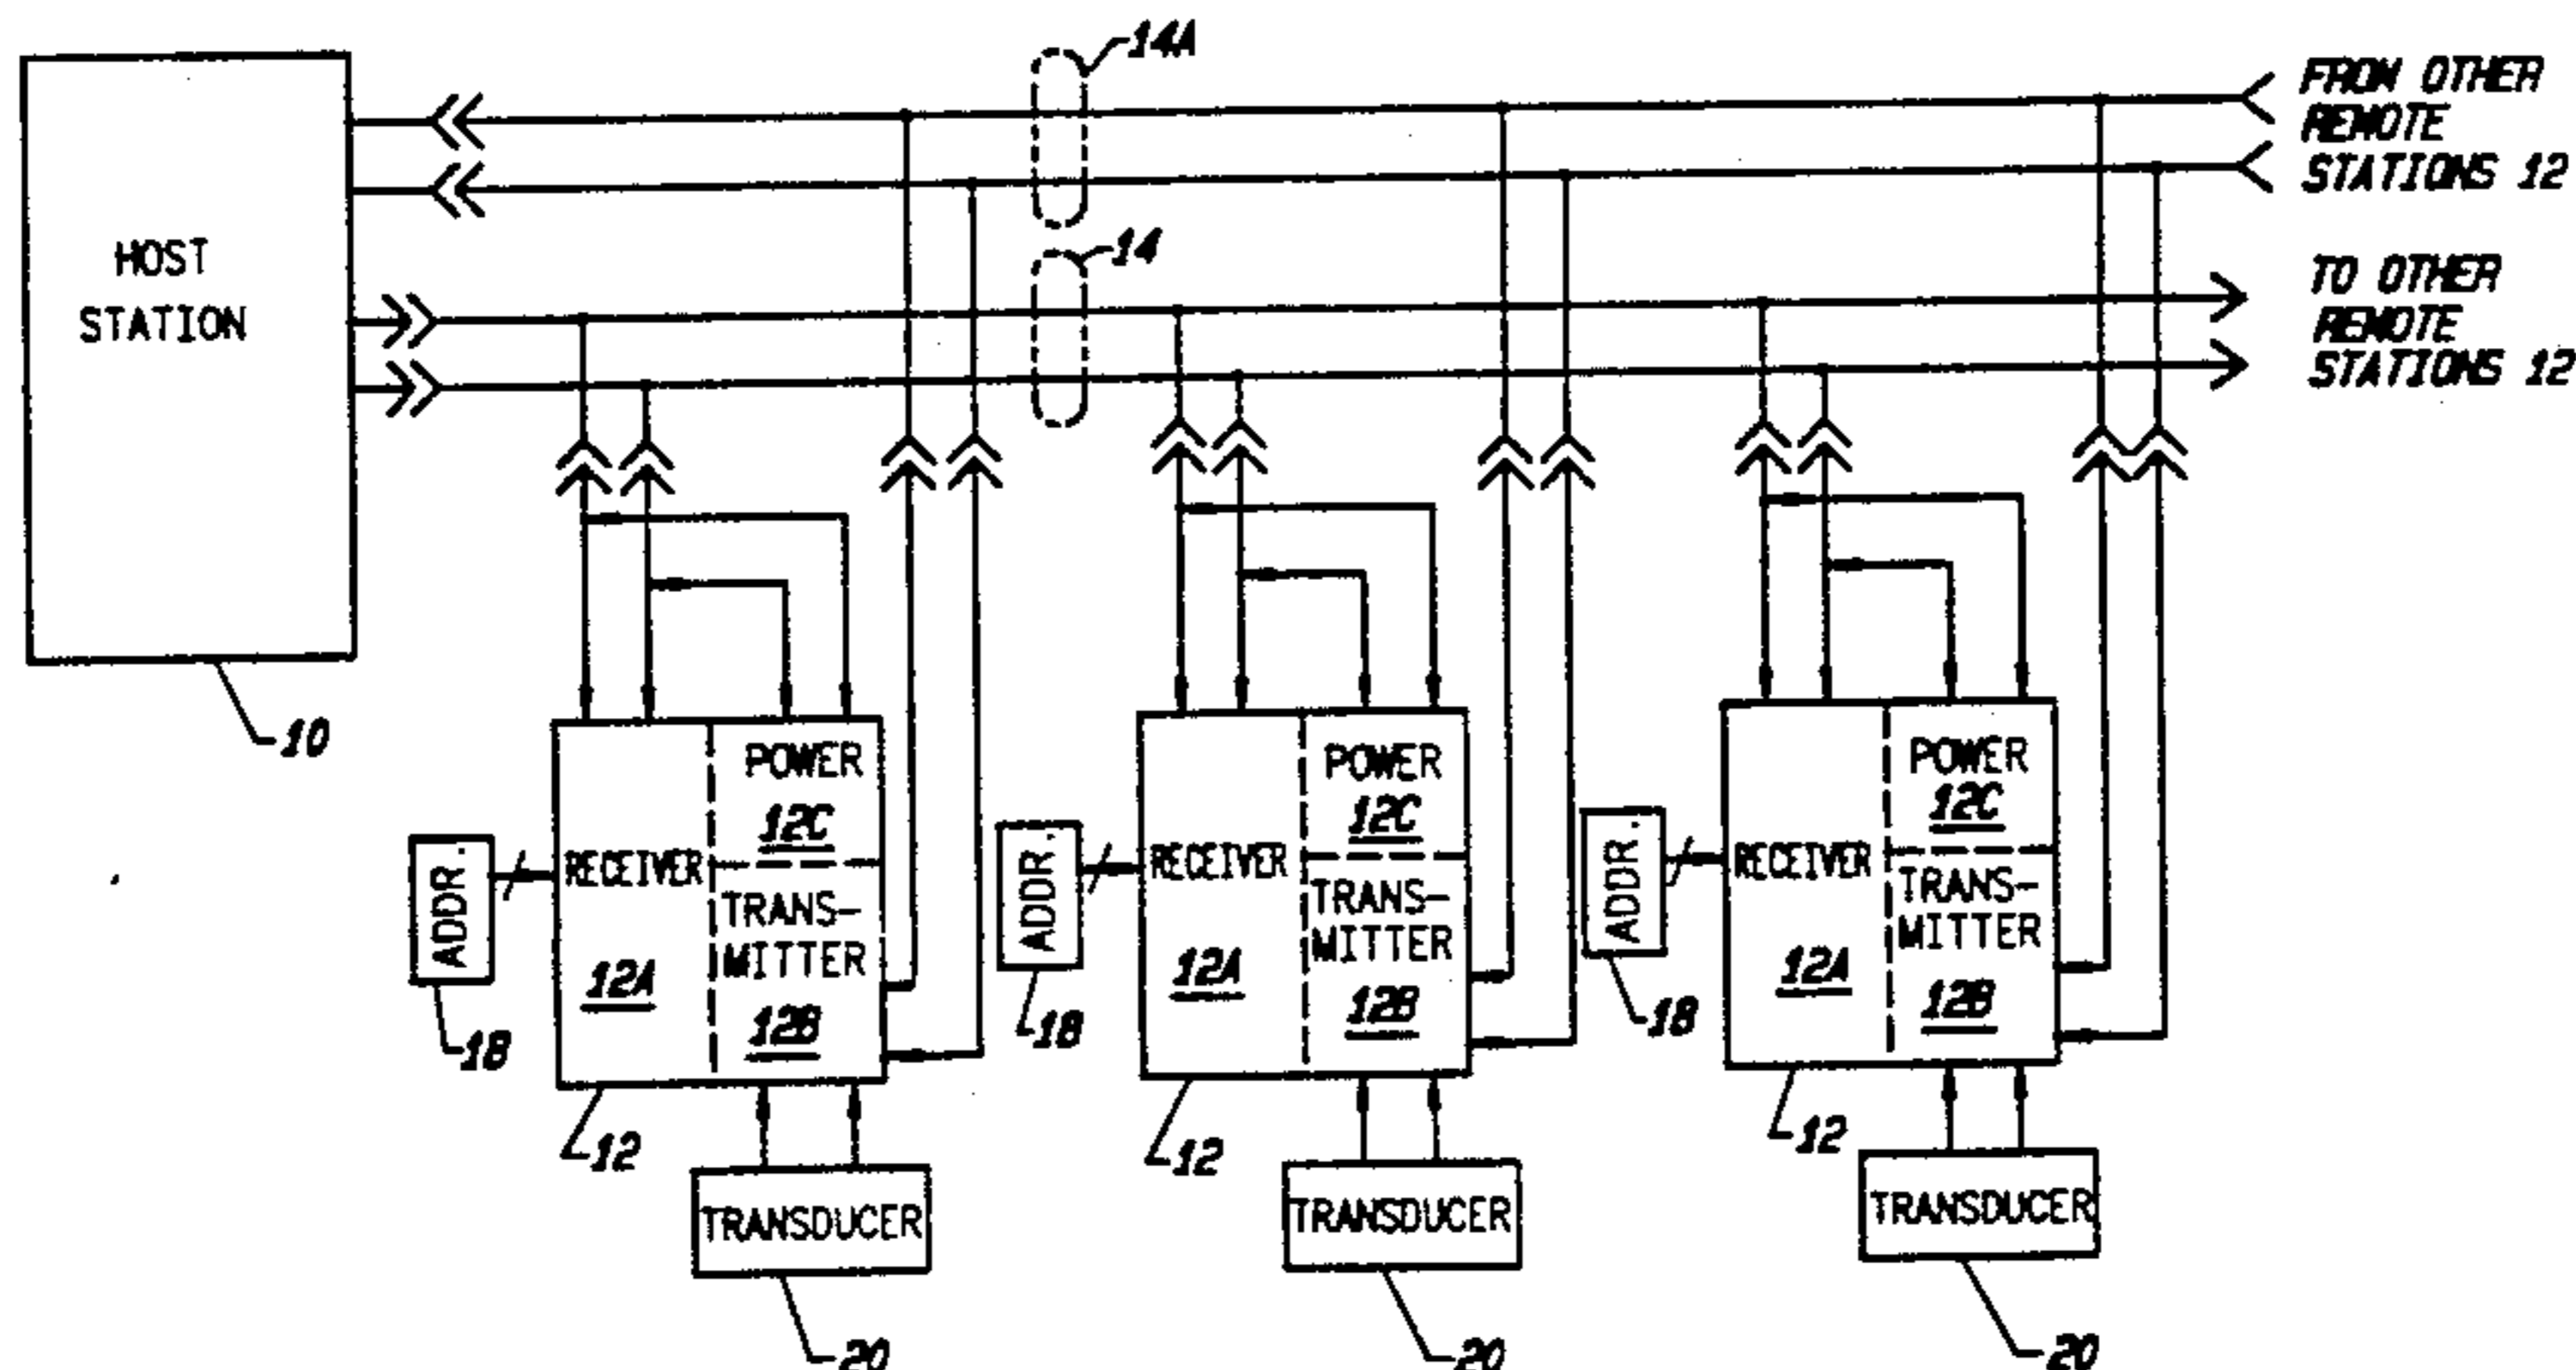 14A
FROM OTHER
REMOTE
STATIONS 12
HOST
STATION
14
TO OTHER
REMOTE
STATIONS 12
10
ADDR.
18
RECEIVER
12A
POWER
12C
TRANS-
MITTER
12B
12
TRANSDUCER
20
ADDR.
18
RECEIVER
12A
POWER
12C
TRANS-
MITTER
12B
12
TRANSDUCER
20
ADDR.
18
RECEIVER
12A
POWER
12C
TRANS-
MITTER
12B
12
TRANSDUCER
20